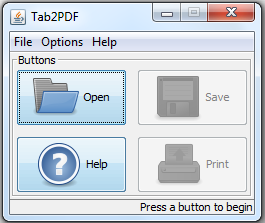 Tab2PDF
File Options Help
Buttons
Open Save
? Help Print
Press a button to begin